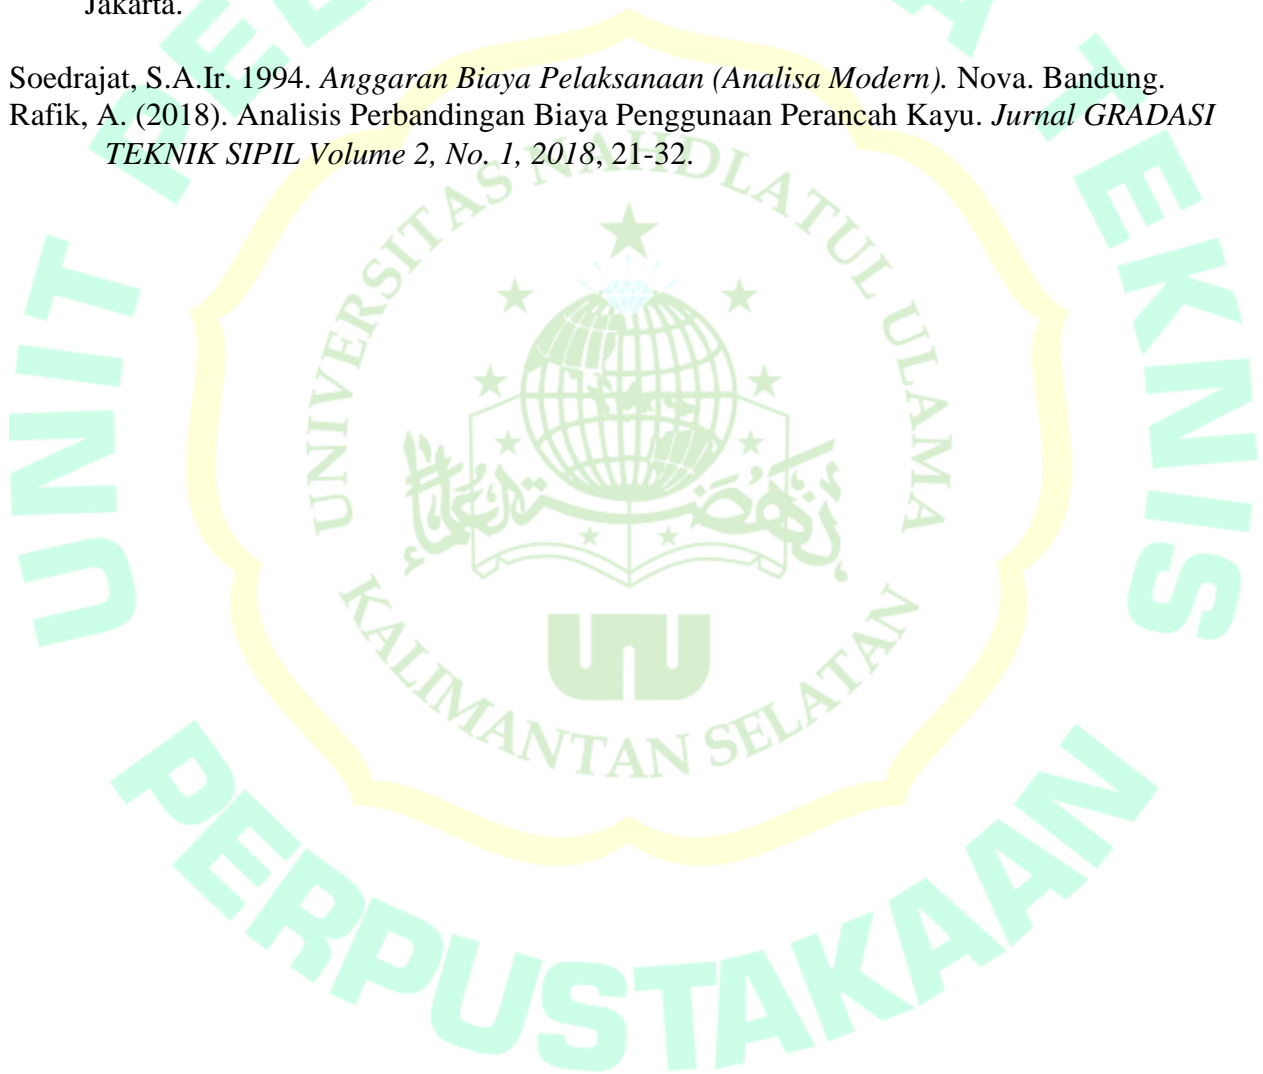 Jakarta.
Soedrajat, S.A.Ir. 1994. Anggaran Biaya Pelaksanaan (Analisa Modern). Nova. Bandung.
Rafik, A. (2018). Analisis Perbandingan Biaya Penggunaan Perancah Kayu. Jurnal GRADASI
TEKNIK SIPIL Volume 2, No. 1, 2018, 21-32.
UNIT
TEKNIS
UNIVERSITAS NAHDLATUL ULAMA
KALIMANTAN SELATAN
PERPUSTAKAAN